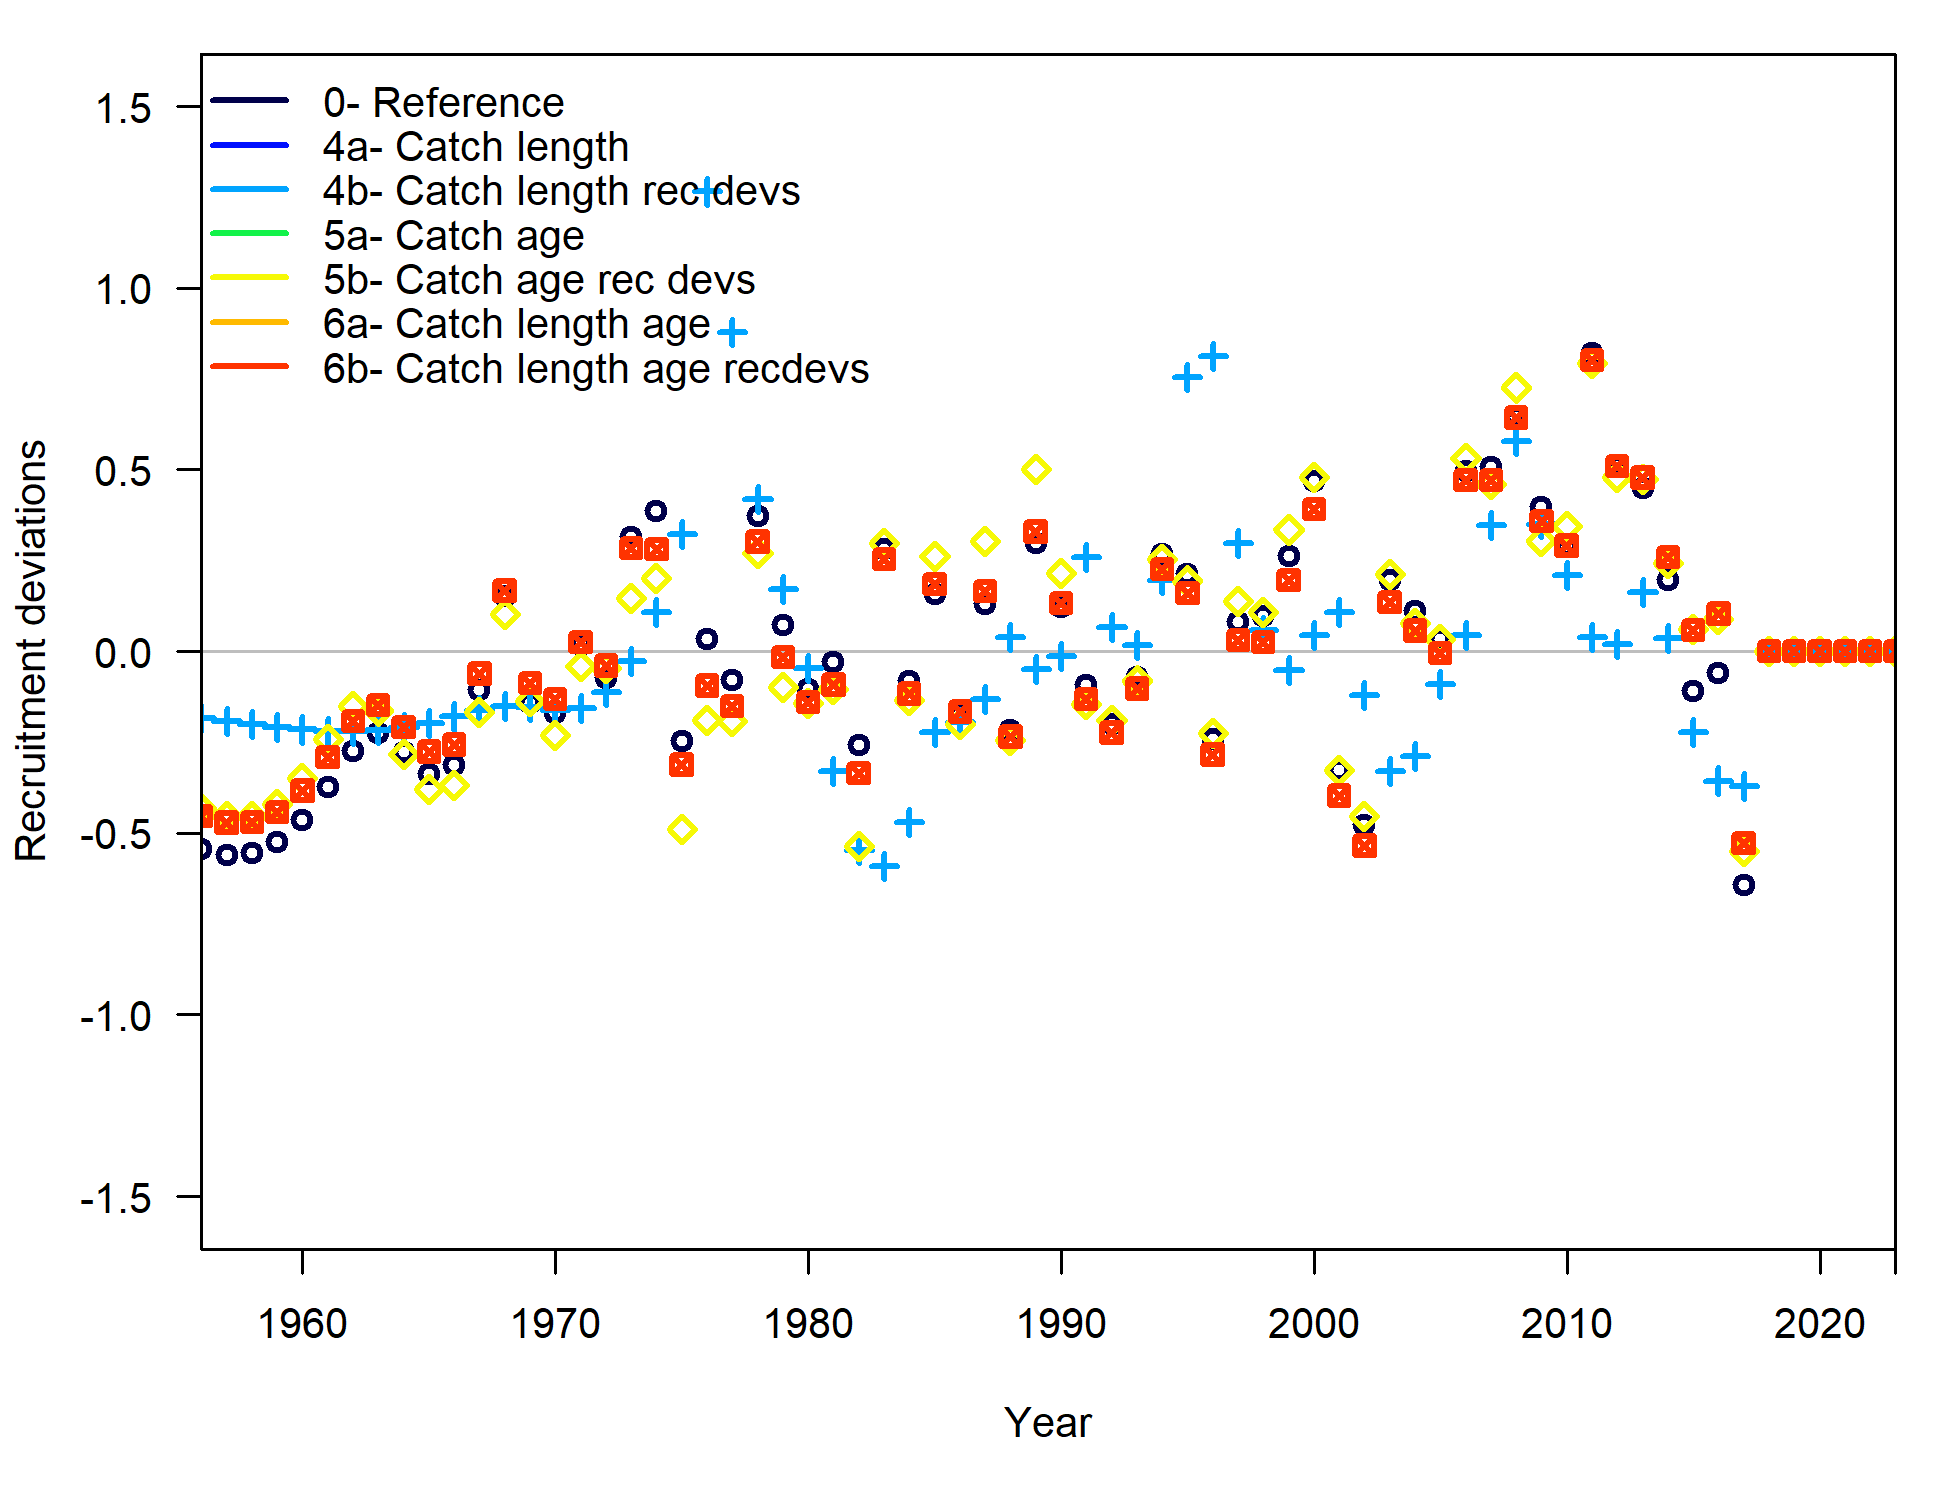 0- Reference
4a- Catch length
4b- Catch length rec devs
5a- Catch age
5b- Catch age rec devs
6a- Catch length age
6b- Catch length age recdevs
1.5
1.0
0.5
0.0
-0.5
-1.0
-1.5
Recruitment deviations
1960 1970 1980 1990 2000 2010 2020
Year